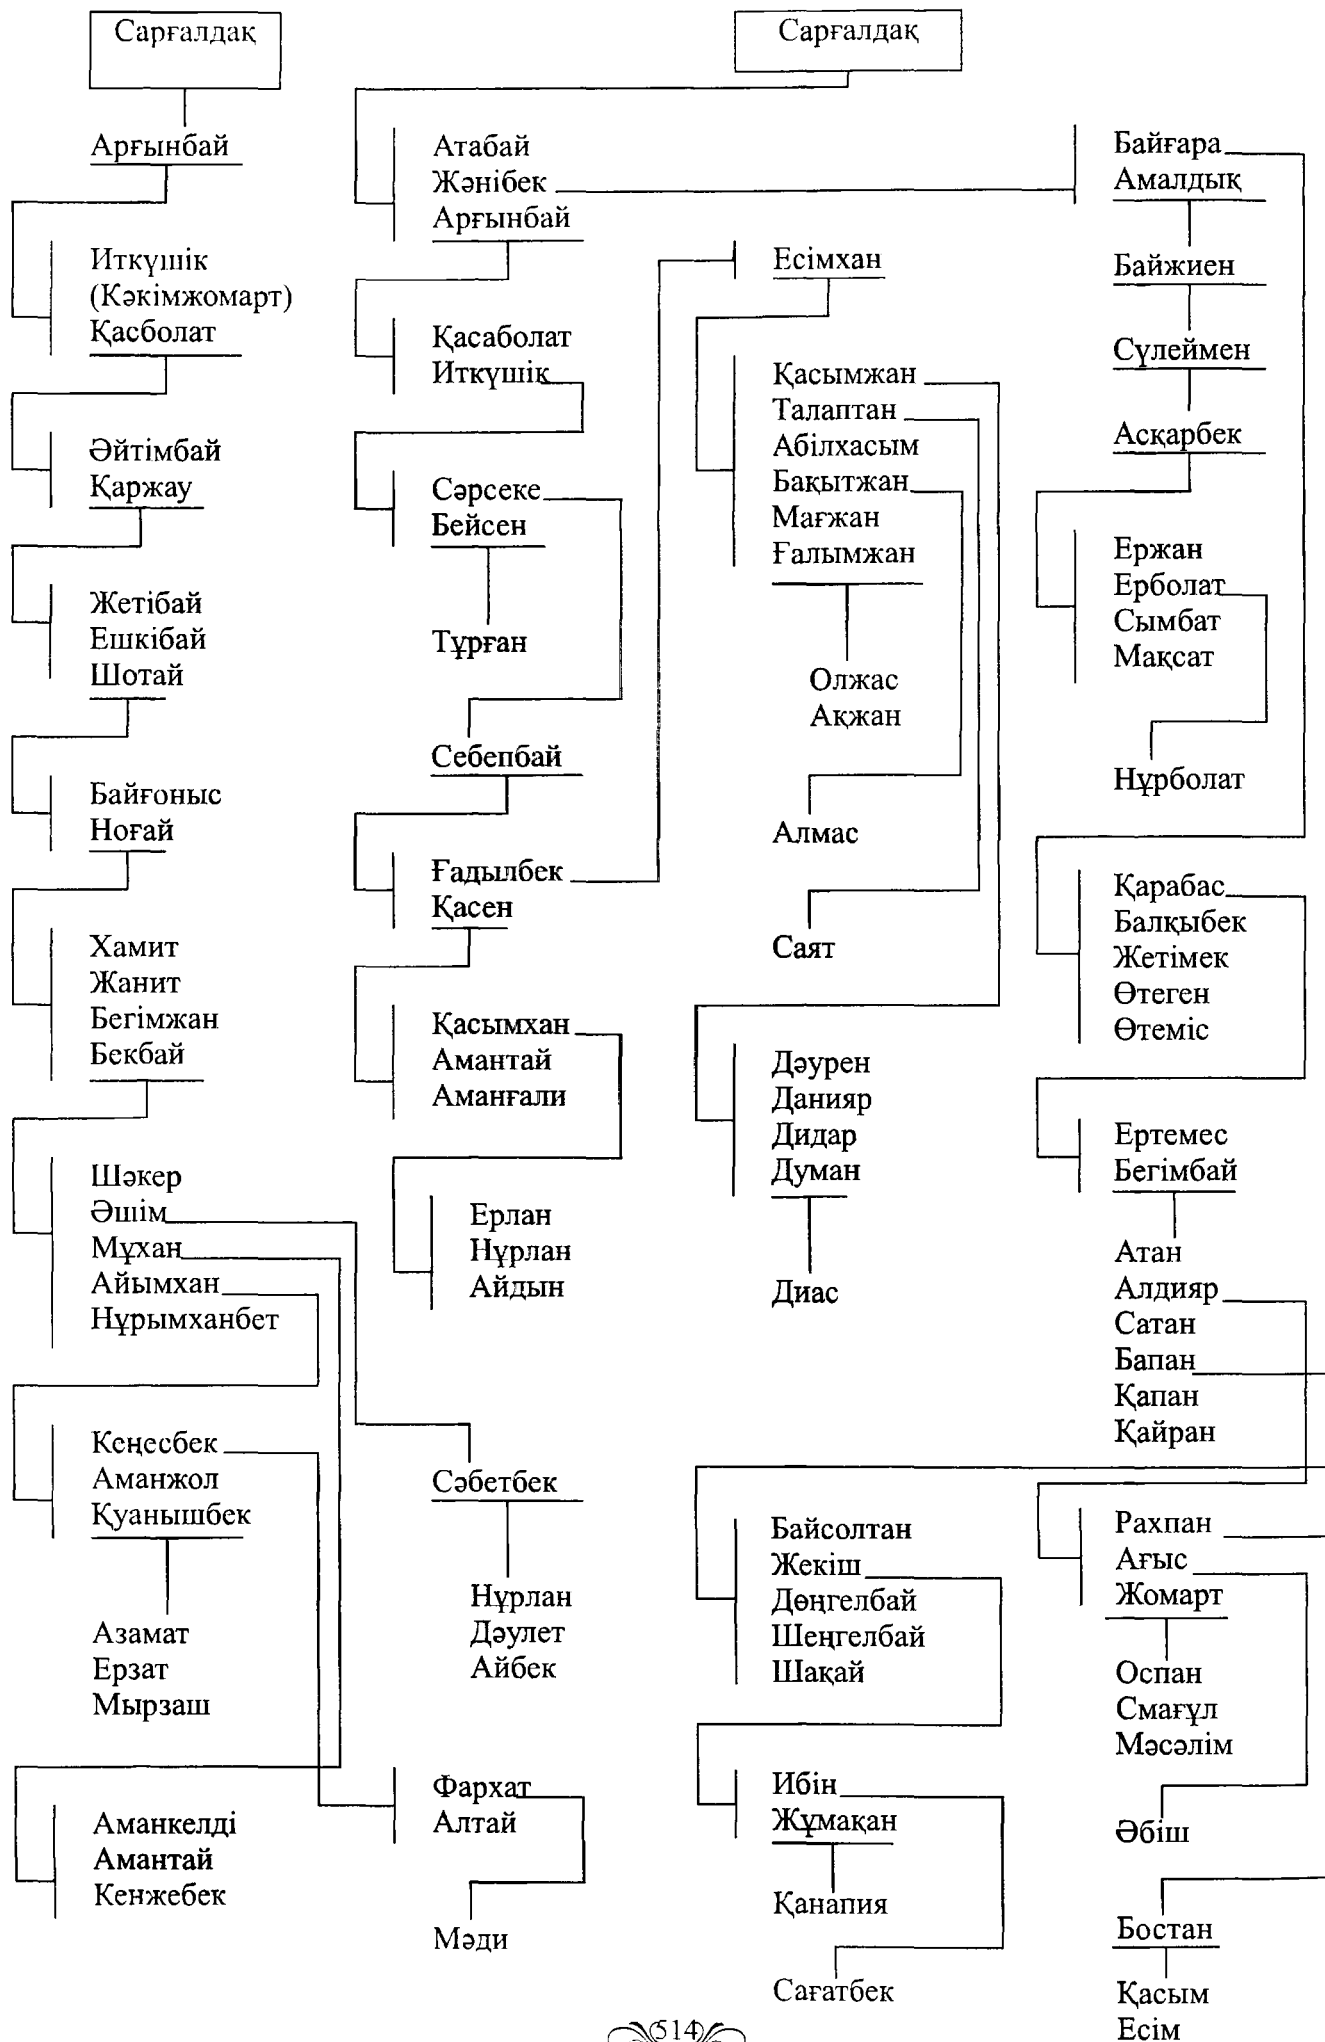 Сарғалдақ
Арғынбай
Иткүшік
(Кәкімжомарт)
Қасболат
Әйтімбай
Қаржау
Жетібай
Ешкібай
Шотай
Байғоныс
Ноғай
Хамит
Жанит
Бегімжан
Бекбай
Шәкер
Әшім
Мұхан
Айымхан
Нұрымханбет
Кеңесбек
Аманжол
Қуанышбек
Азамат
Ерзат
Мырзаш
Аманкелді
Амантай
Кенжебек
Сарғалдақ
Атабай
Жәнібек
Арғынбай
Қасаболат
Иткүшік
Сәрсеке
Бейсен
Тұрған
Себепбай
Ғадылбек
Қасен
Қасымхан
Амантай
Аманғали
Ерлан
Нұрлан
Айдын
Сәбетбек
Нұрлан
Дәулет
Айбек
Фархат
Алтай
Мәди
Есімхан
Қасымжан
Талаптан
Абілхасым
Бақытжан
Мағжан
Ғалымжан
Олжас
Ақжан
Алмас
Саят
Дәурен
Данияр
Дидар
Думан
Диас
Байсолтан
Жекіш
Дөңгелбай
Шеңгелбай
Шақай
Ибін
Жұмақан
Қанапия
Сағатбек
Байғара
Амалдық
Байжиен
Сүлеймен
Асқарбек
Ержан
Ерболат
Сымбат
Мақсат
Нұрболат
Қарабас
Балқыбек
Жетімек
Өтеген
Өтеміс
Ертемес
Бегімбай
Атан
Алдияр
Сатан
Бапан
Қапан
Қайран
Рахпан
Ағыс
Жомарт
Оспан
Смағұл
Мәсәлім
Әбіш
Бостан
Қасым
Есім
514